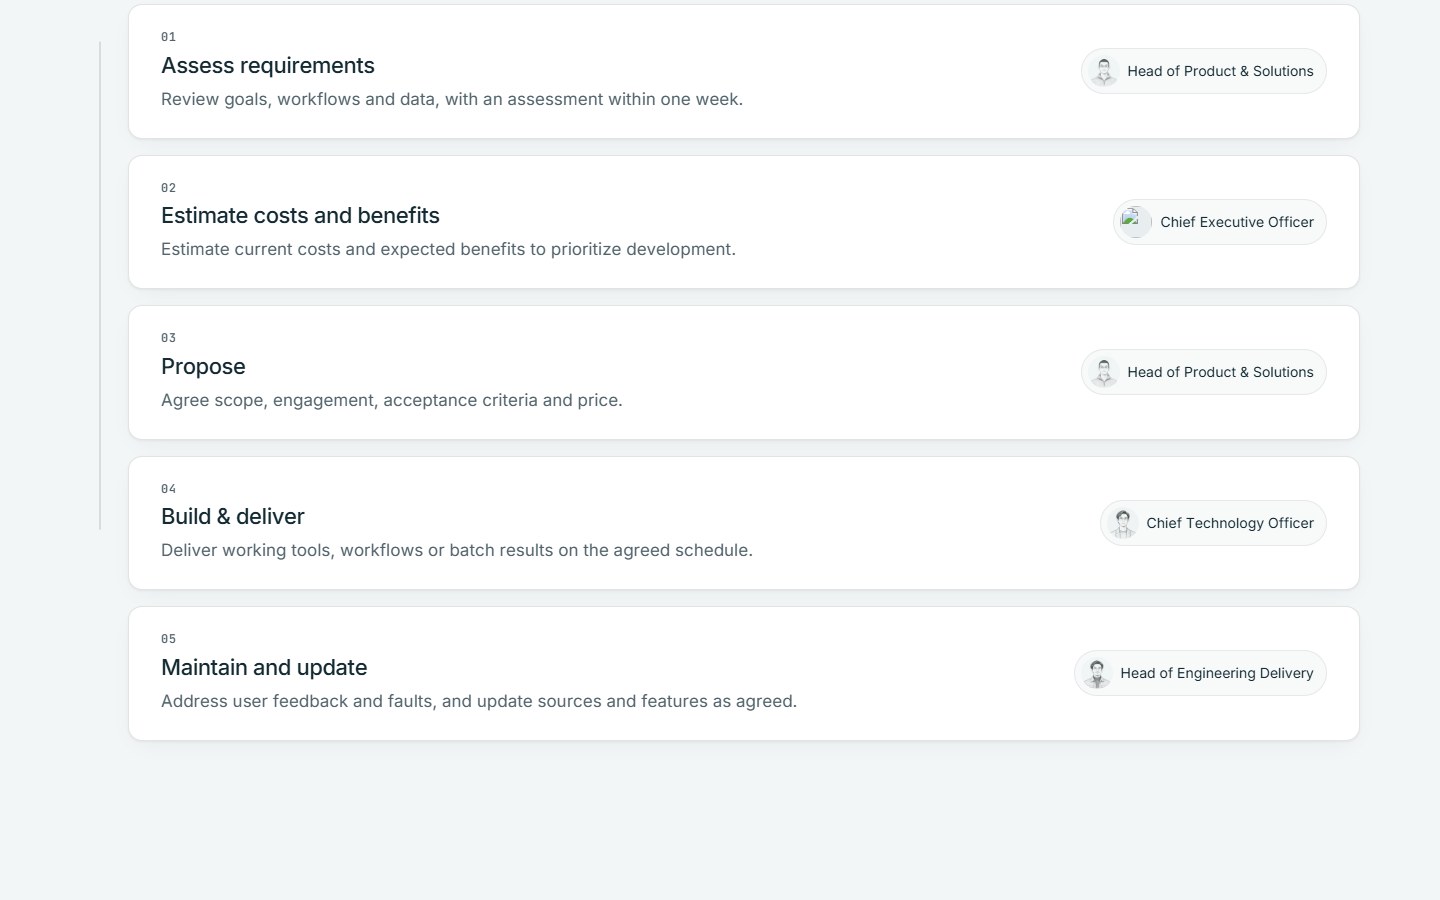 01
Assess requirements
Review goals, workflows and data, with an assessment within one week.
Head of Product & Solutions
02
Estimate costs and benefits
Estimate current costs and expected benefits to prioritize development.
Chief Executive Officer
03
Propose
Agree scope, engagement, acceptance criteria and price.
Head of Product & Solutions
04
Build & deliver
Deliver working tools, workflows or batch results on the agreed schedule.
Chief Technology Officer
05
Maintain and update
Address user feedback and faults, and update sources and features as agreed.
Head of Engineering Delivery